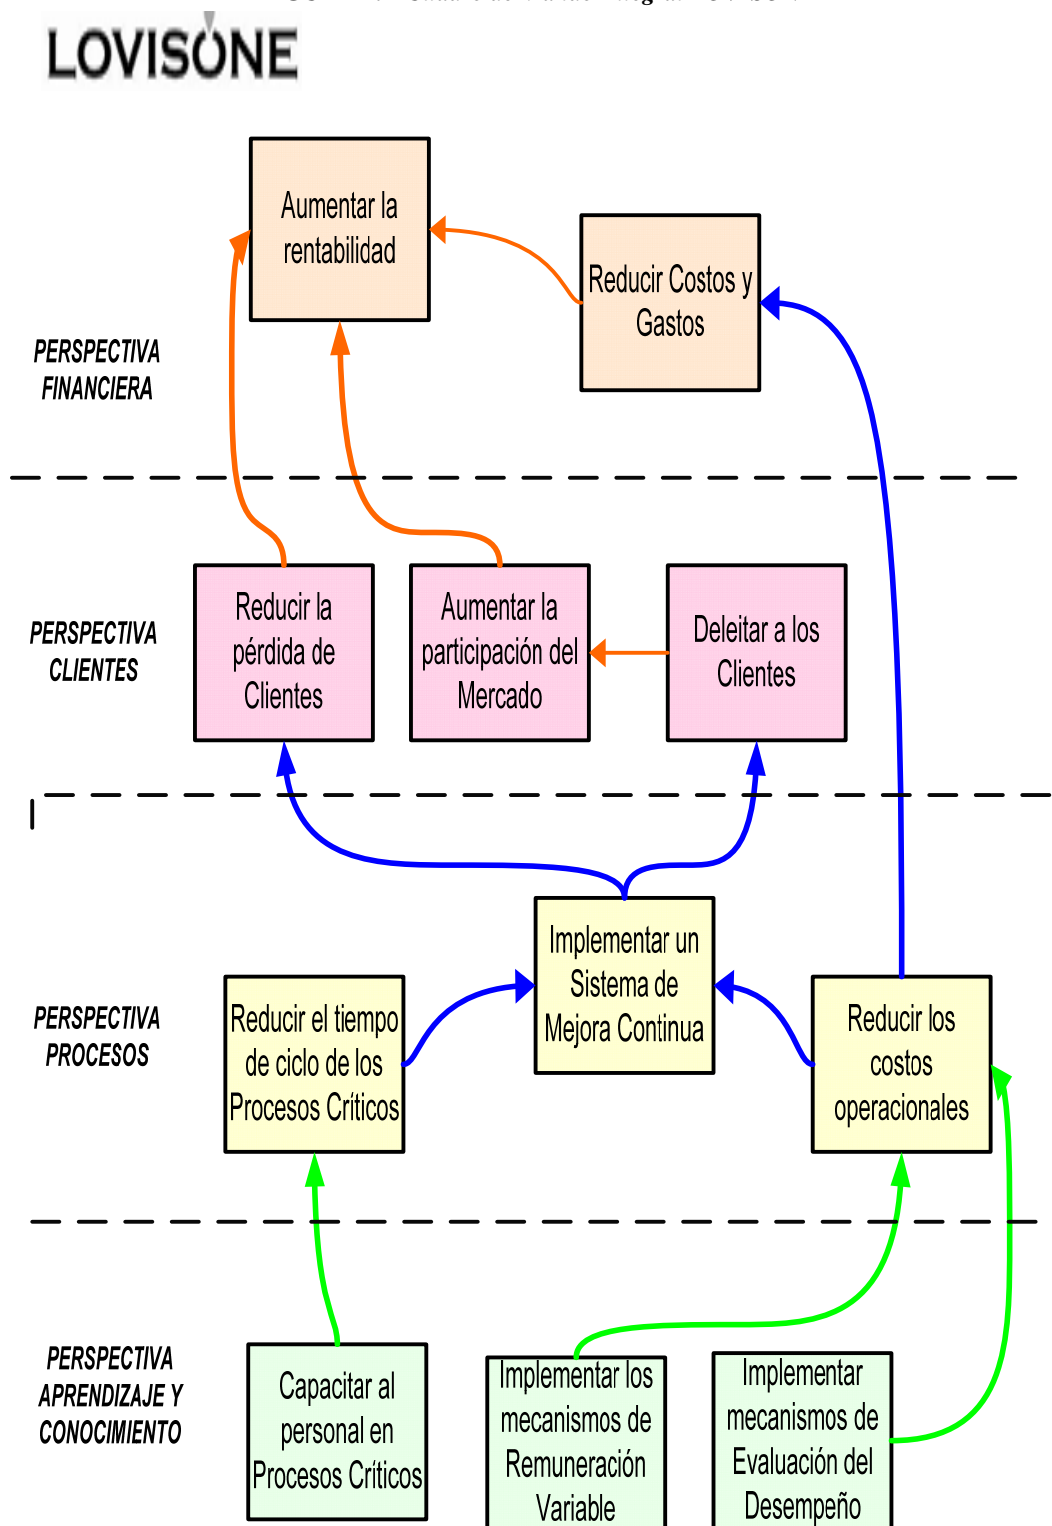 LOVISONE
Aumentar la
rentabilidad
Reducir Costos y
Gastos
PERSPECTIVA
FINANCIERA
Reducir la
pérdida de
Clientes
Aumentar la
participación del
Mercado
Deleitar a los
Clientes
PERSPECTIVA
CLIENTES
Implementar un
Sistema de
Mejora Continua
Reducir el tiempo
de ciclo de los
Procesos Críticos
Reducir los
costos
operacionales
PERSPECTIVA
PROCESOS
PERSPECTIVA
APRENDIZAJE Y
CONOCIMIENTO
Capacitar al
personal en
Procesos Críticos
Implementar los
mecanismos de
Remuneración
Variable
Implementar
mecanismos de
Evaluación del
Desempeño